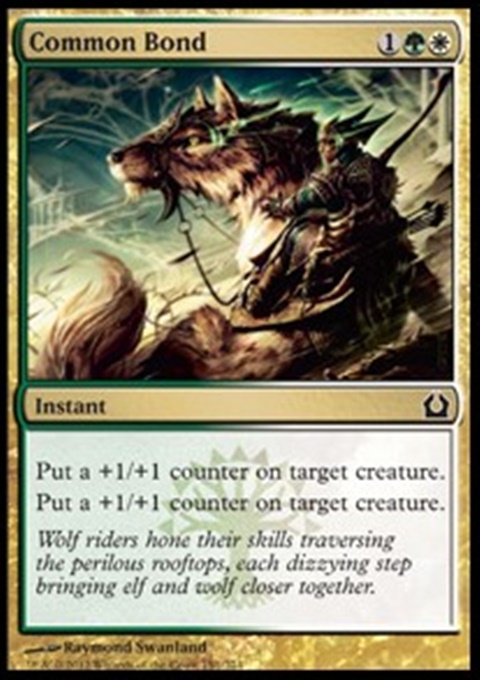 Common Bond 1
Instant
Put a +1/+1 counter on target creature.
Put a +1/+1 counter on target creature.
Wolf riders hone their skills traversing
the perilous rooftops, each dizzying step
bringing elf and wolf closer together.
Raymond Swanland